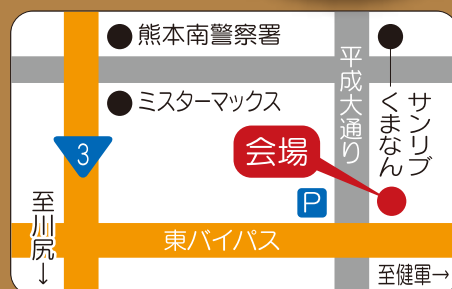 熊本南警察署
ミスターマックス
平成大通り
サンリブ
くまなん
会場
3
P
至川尻↓
東バイパス
至健軍→